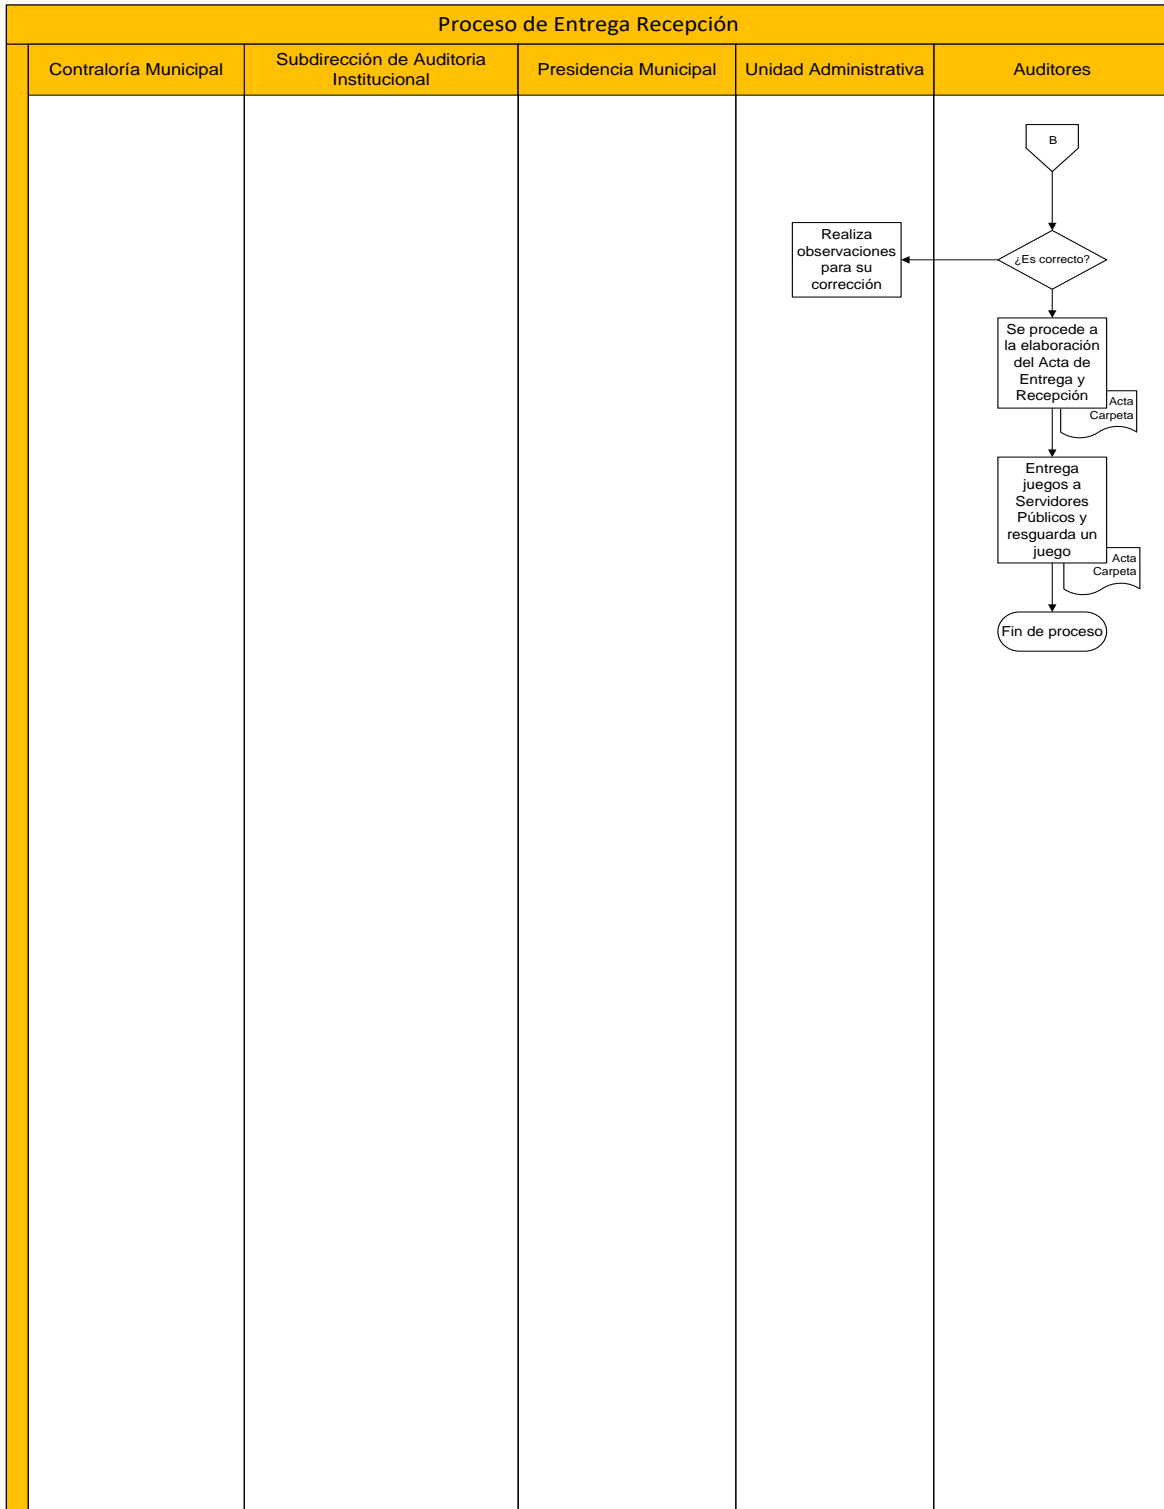 Proceso de Entrega Recepción
Contraloría Municipal
Subdirección de Auditoria
Institucional
Presidencia Municipal
Unidad Administrativa
Auditores
B
¿Es correcto?
Realiza
observaciones
para su
corrección
Se procede a
la elaboración
del Acta de
Entrega y
Recepción
Acta
Carpeta
Entrega
juegos a
Servidores
Públicos y
resguarda un
juego
Acta
Carpeta
Fin de proceso